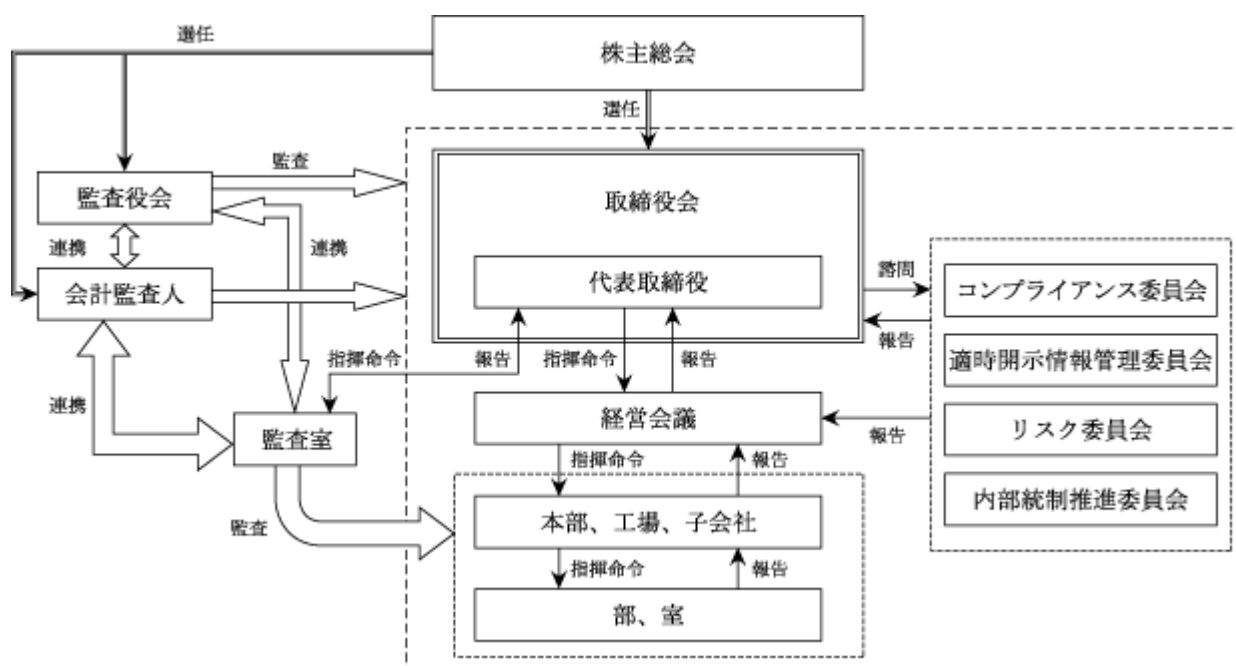 選任
株主総会
選任
監査
監査役会
取締役会
連携
連携
諮問
コンプライアンス委員会
会計監査人
代表取締役
報告
指揮命令
報告
指揮命令
報告
適時開示情報管理委員会
連携
経営会議
報告
リスク委員会
監査室
指揮命令
報告
内部統制推進委員会
監査
本部、工場、子会社
指揮命令
報告
部、室